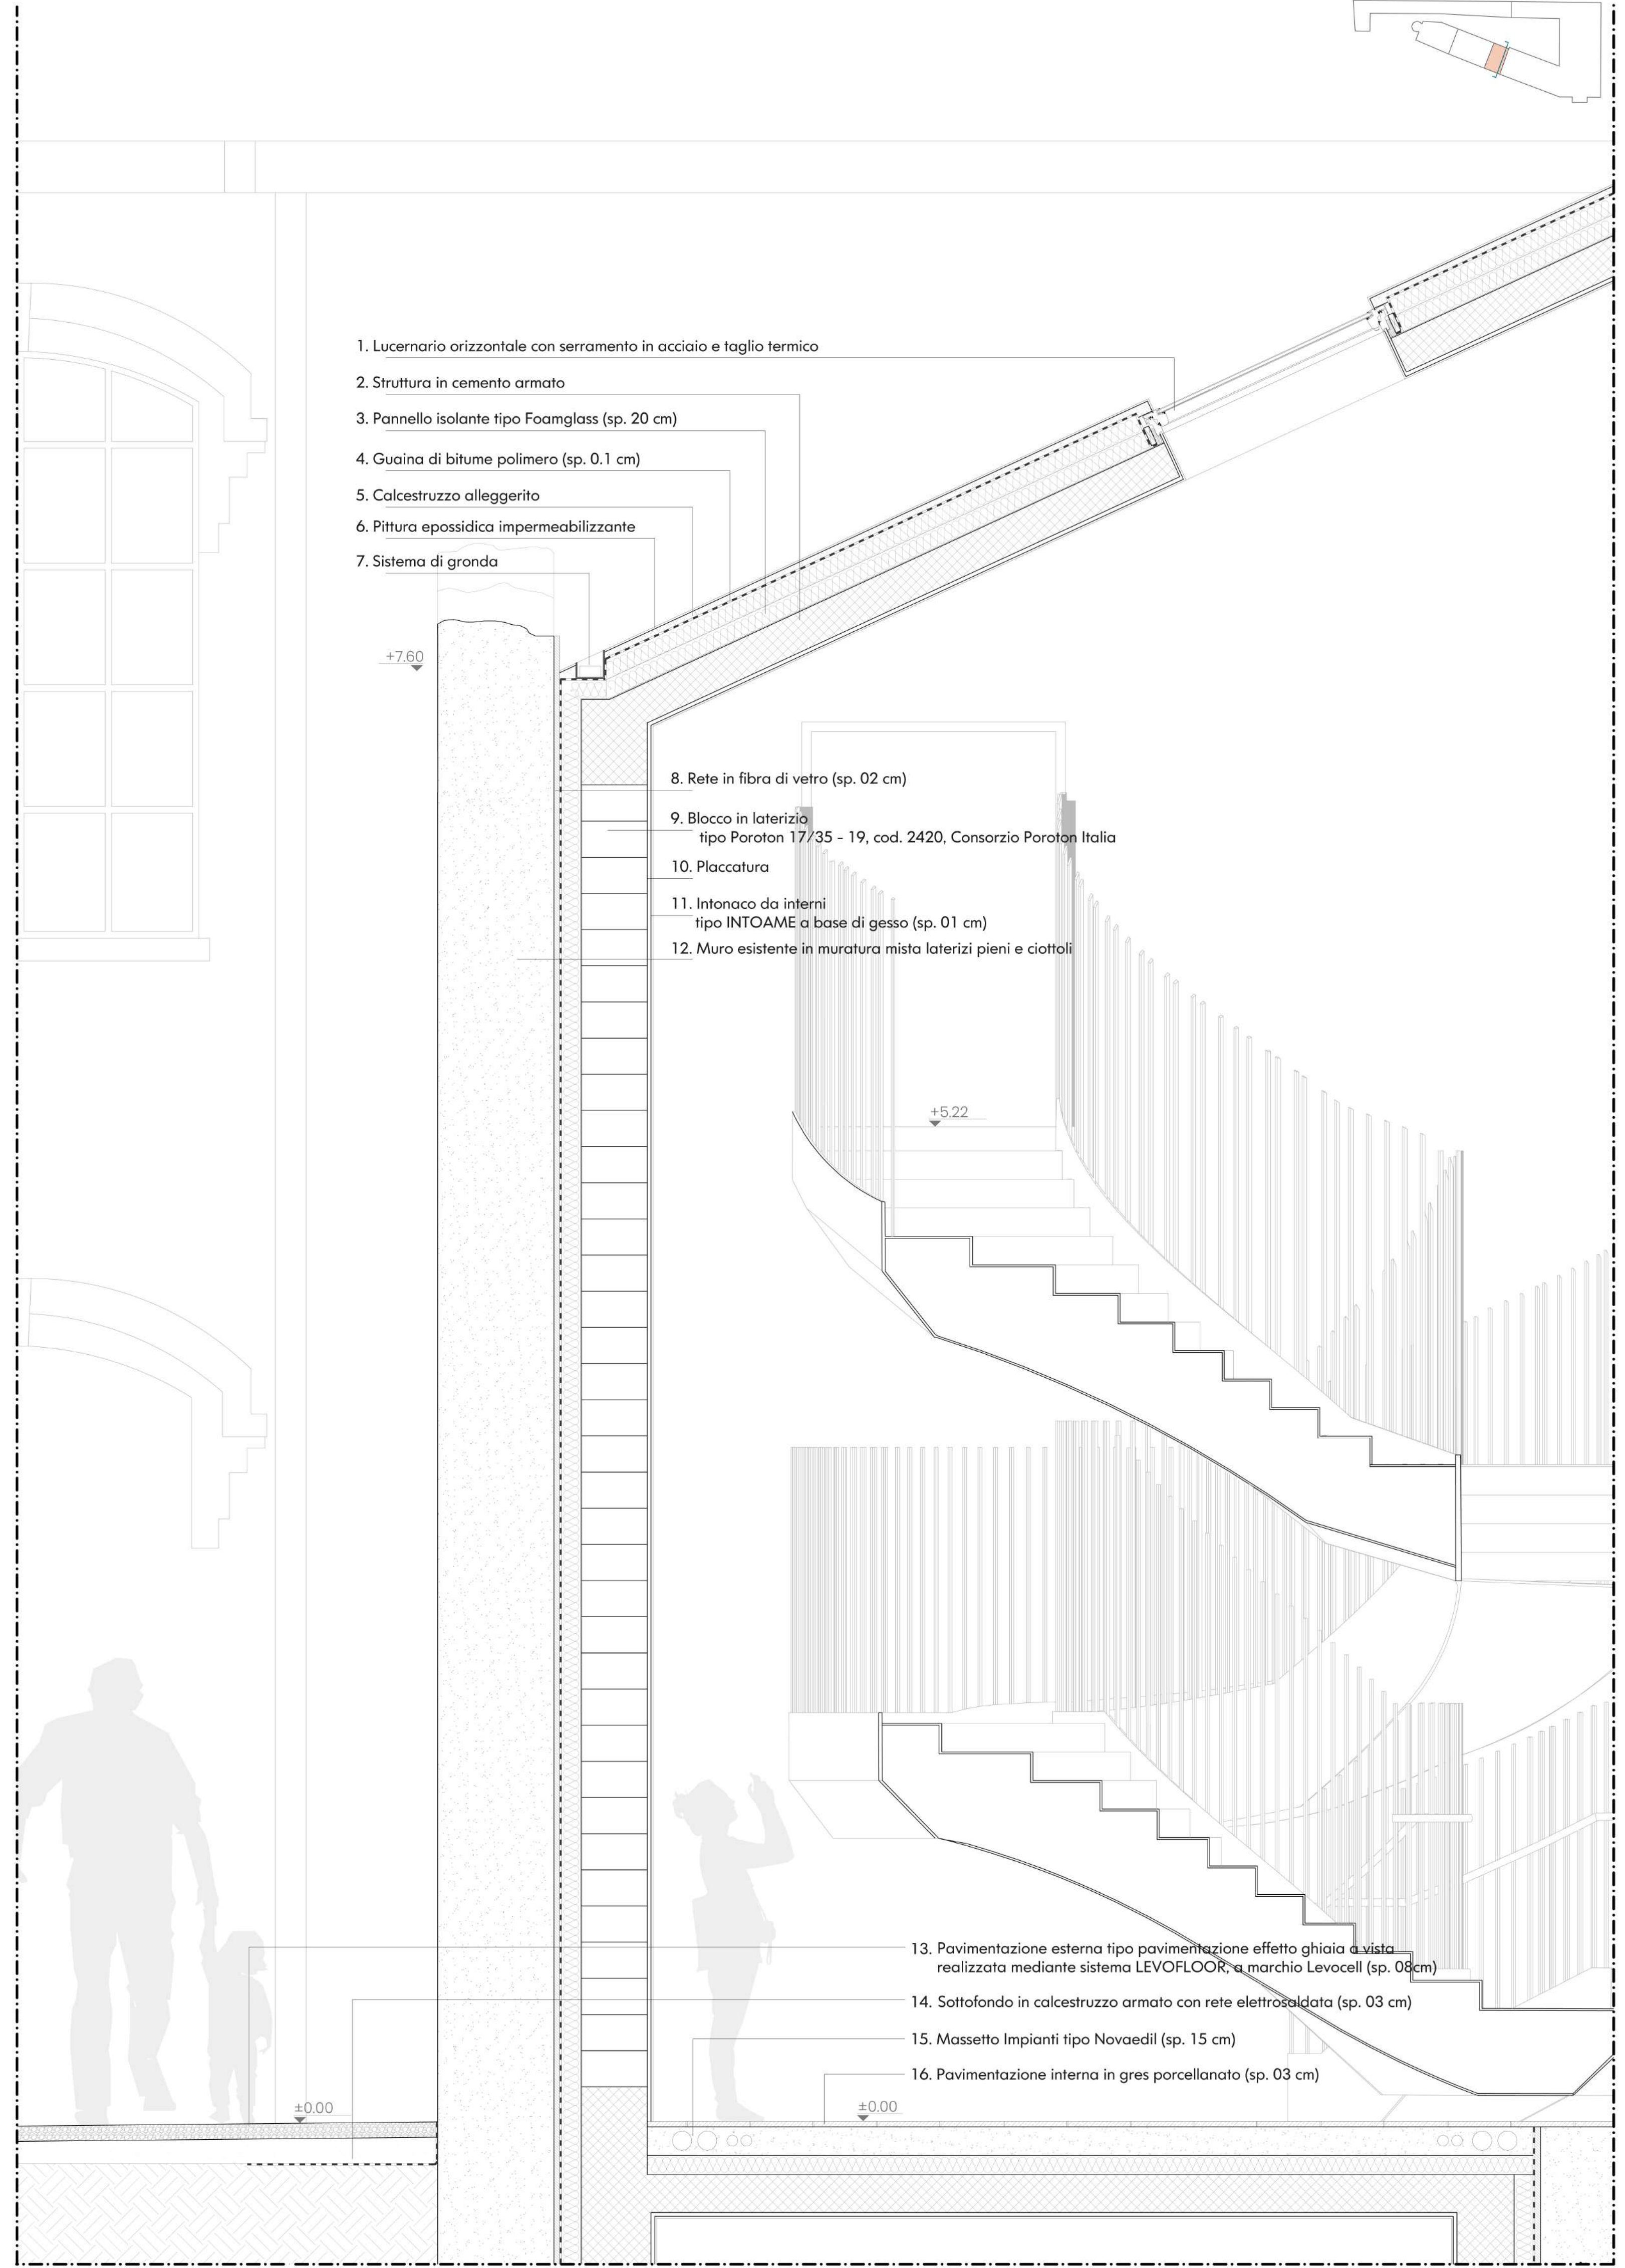 1. Lucernario orizzontale con serramento in acciaio e taglio termico
2. Struttura in cemento armato
3. Pannello isolante tipo Foamglass (sp. 20 cm)
4. Guaina di bitume polimero (sp. 0.1 cm)
5. Calcestruzzo alleggerito
6. Pittura epossidica impermeabilizzante
7. Sistema di gronda
+7.60
8. Rete in fibra di vetro (sp. 02 cm)
9. Blocco in laterizio
tipo Poroton 17/35 - 19, cod. 2420, Consorzio Poroton Italia
10. Placcatura
11. Intonaco da interni
tipo INTOAME a base di gesso (sp. 01 cm)
12. Muro esistente in muratura mista laterizi pieni e ciottoli
+5.22
13. Pavimentazione esterna tipo pavimentazione effetto ghiaia a vista
realizzata mediante sistema LEVOFLOOR, a marchio Levocell (sp. 08cm)
14. Sottofondo in calcestruzzo armato con rete elettrosaldata (sp. 03 cm)
15. Massetto Impianti tipo Novaedil (sp. 15 cm)
16. Pavimentazione interna in gres porcellanato (sp. 03 cm)
±0.00
±0.00